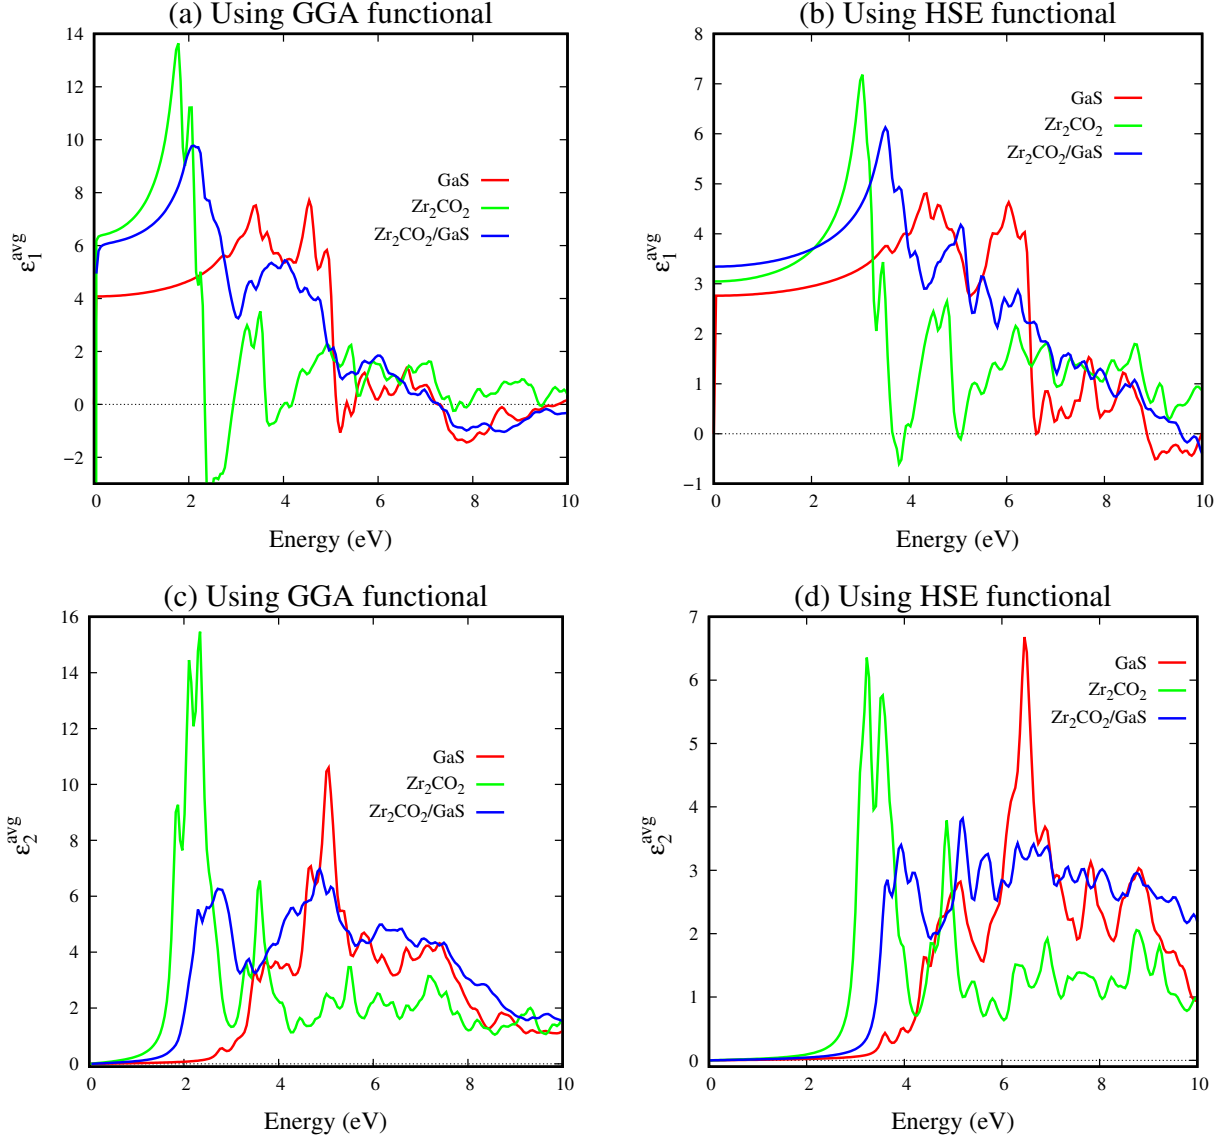 (a) Using GGA functional
14
12
10
8
6
4
2
0
−2
ε₁ᵃᵛᵍ
GaS
Zr₂CO₂
Zr₂CO₂/GaS
0 2 4 6 8 10
Energy (eV)
(b) Using HSE functional
8
7
6
5
4
3
2
1
0
−1
ε₁ᵃᵛᵍ
GaS
Zr₂CO₂
Zr₂CO₂/GaS
0 2 4 6 8 10
Energy (eV)
(c) Using GGA functional
16
14
12
10
8
6
4
2
0
ε₂ᵃᵛᵍ
GaS
Zr₂CO₂
Zr₂CO₂/GaS
0 2 4 6 8 10
Energy (eV)
(d) Using HSE functional
7
6
5
4
3
2
1
0
ε₂ᵃᵛᵍ
GaS
Zr₂CO₂
Zr₂CO₂/GaS
0 2 4 6 8 10
Energy (eV)